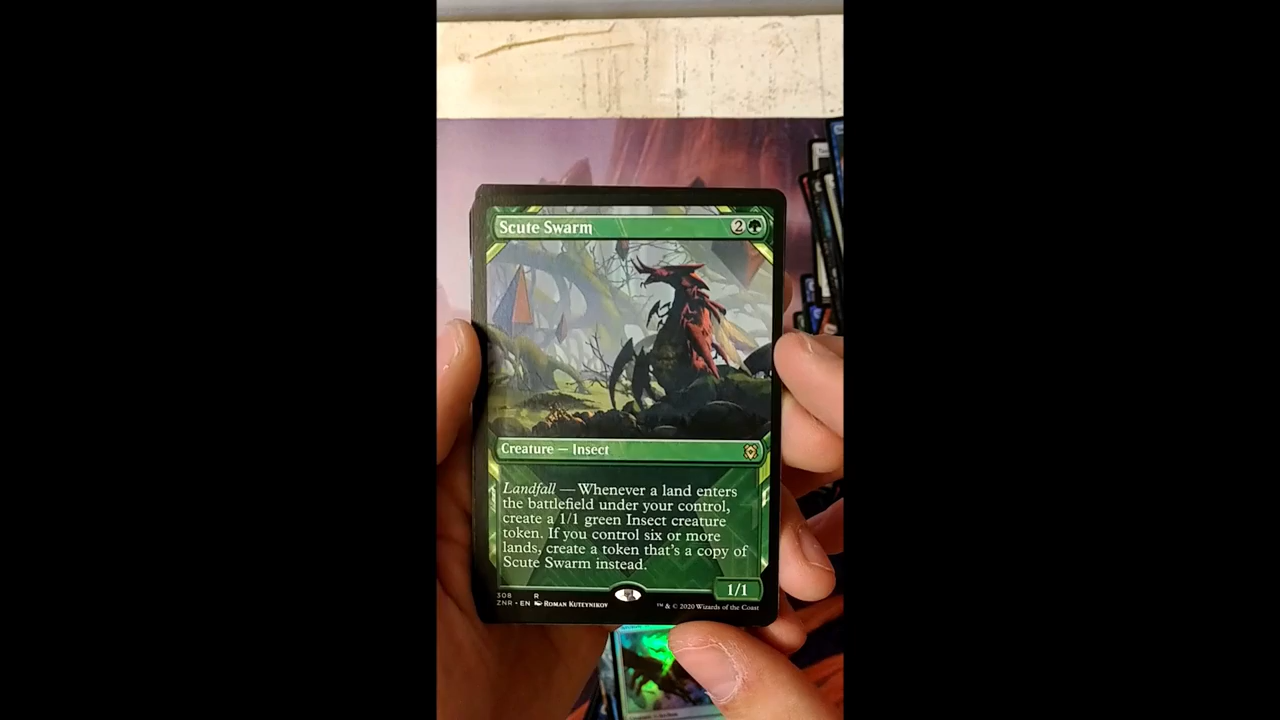 Scute Swarm 2
Creature — Insect
Landfall — Whenever a land enters
the battlefield under your control,
create a 1/1 green Insect creature
token. If you control six or more
lands, create a token that's a copy of
Scute Swarm instead.
1/1
308 R
ZNR • EN Roman Kuteynikov
™ & © 2020 Wizards of the Coast